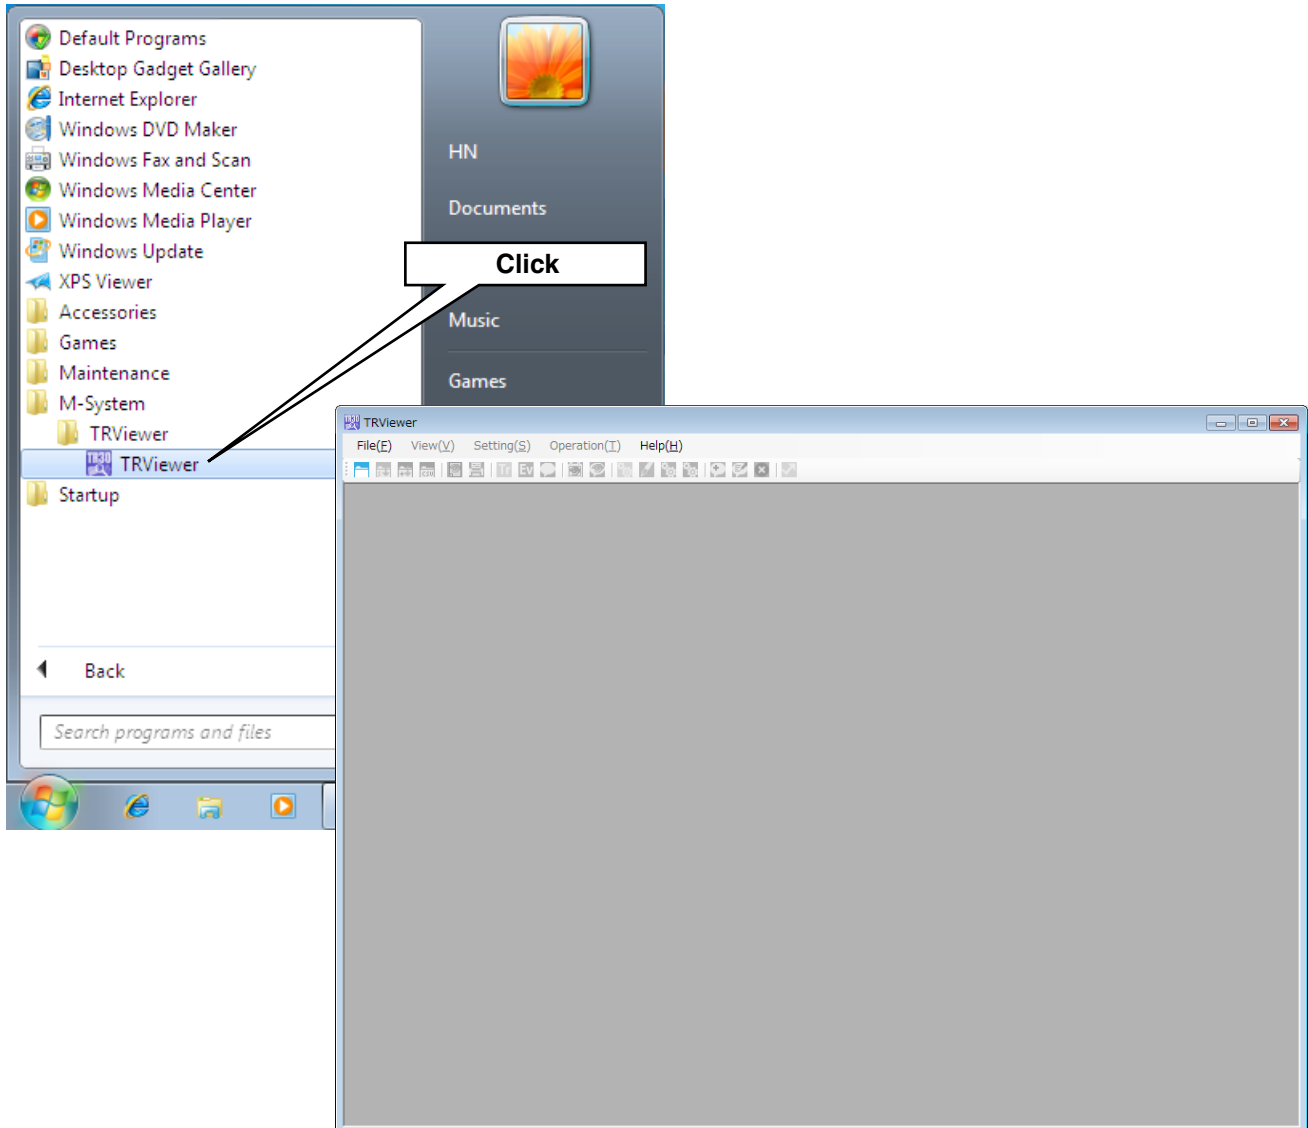 Default Programs
Desktop Gadget Gallery
Internet Explorer
Windows DVD Maker
Windows Fax and Scan
Windows Media Center
Windows Media Player
Windows Update
XPS Viewer
Accessories
Games
Maintenance
M-System
TRViewer
TRViewer
Startup
Back
Search programs and files
HN
Documents
Click
Music
Games
TRViewer
File(F) View(V) Setting(S) Operation(T) Help(H)
Tr Ev